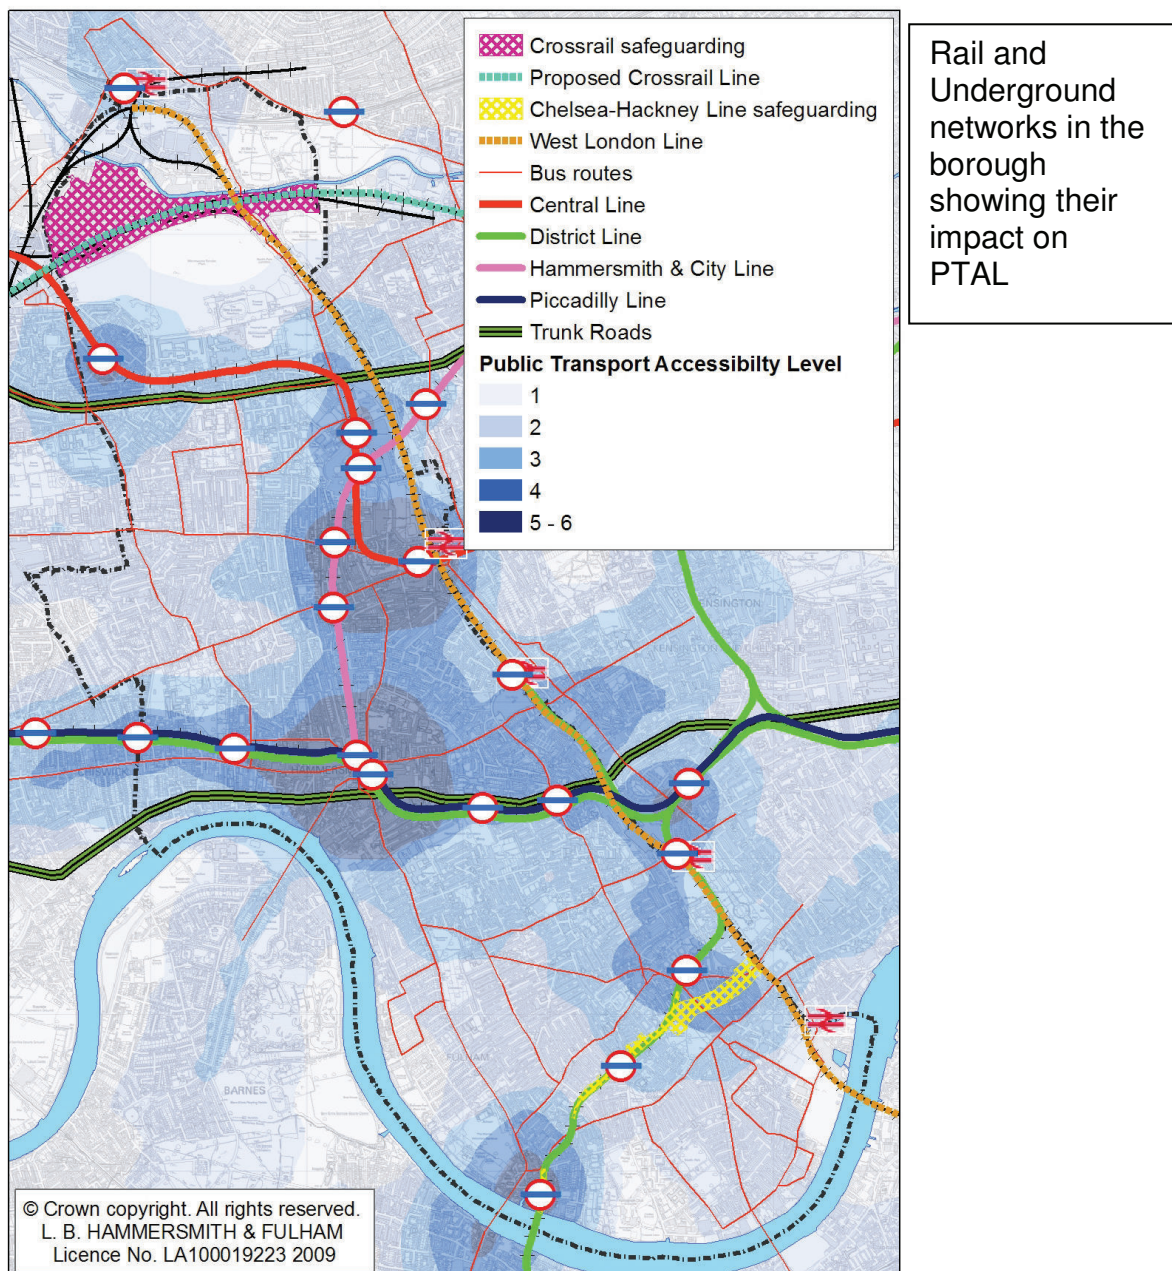 Crossrail safeguarding
Proposed Crossrail Line
Chelsea-Hackney Line safeguarding
West London Line
Bus routes
Central Line
District Line
Hammersmith & City Line
Piccadilly Line
Trunk Roads
Public Transport Accessibilty Level
1
2
3
4
5 - 6
Rail and
Underground
networks in the
borough
showing their
impact on
PTAL
FULHAM
BARNES
© Crown copyright. All rights reserved.
L. B. HAMMERSMITH & FULHAM
Licence No. LA100019223 2009